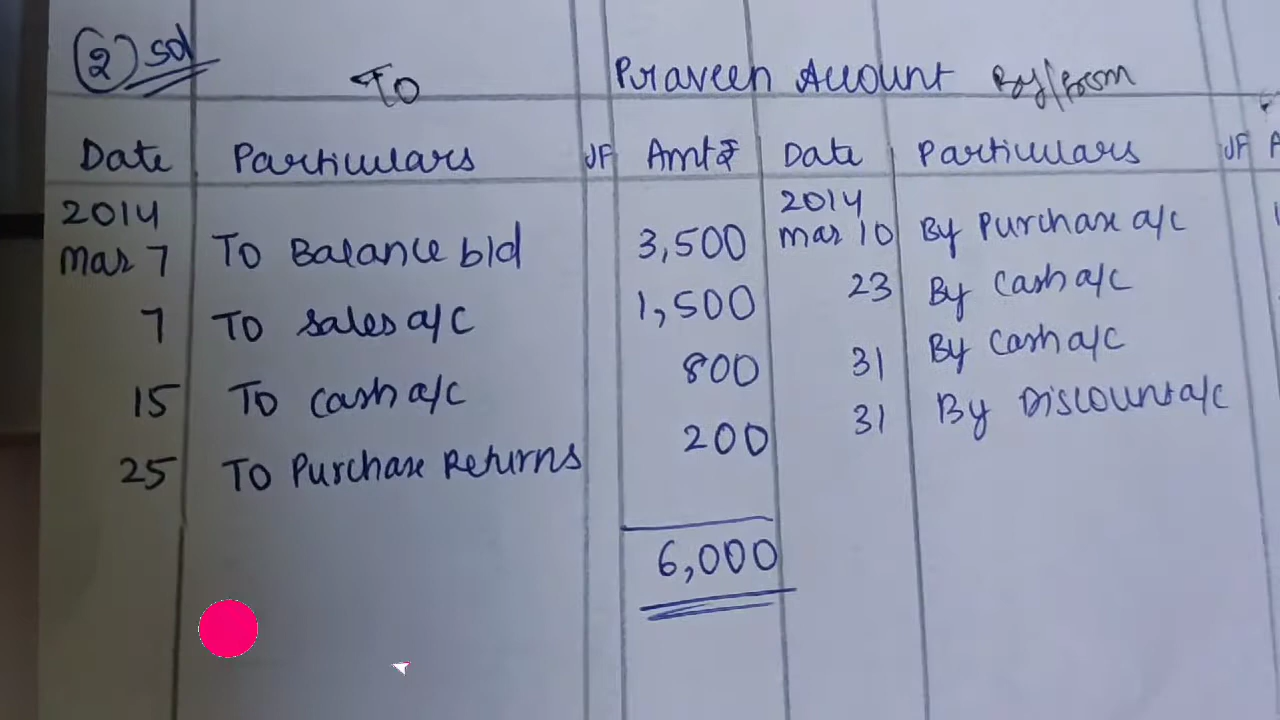 2 Sol
To Praveen Account By/From
Date Particulars JF Amt₹ Date Particulars JF A
2014 2014
Mar 7 To Balance b/d 3,500 Mar 10 By Purchase a/c
7 To Sales a/c 1,500 23 By Cash a/c
15 To Cash a/c 800 31 By Cash a/c
25 To Purchase Returns 200 31 By Discount a/c
6,000